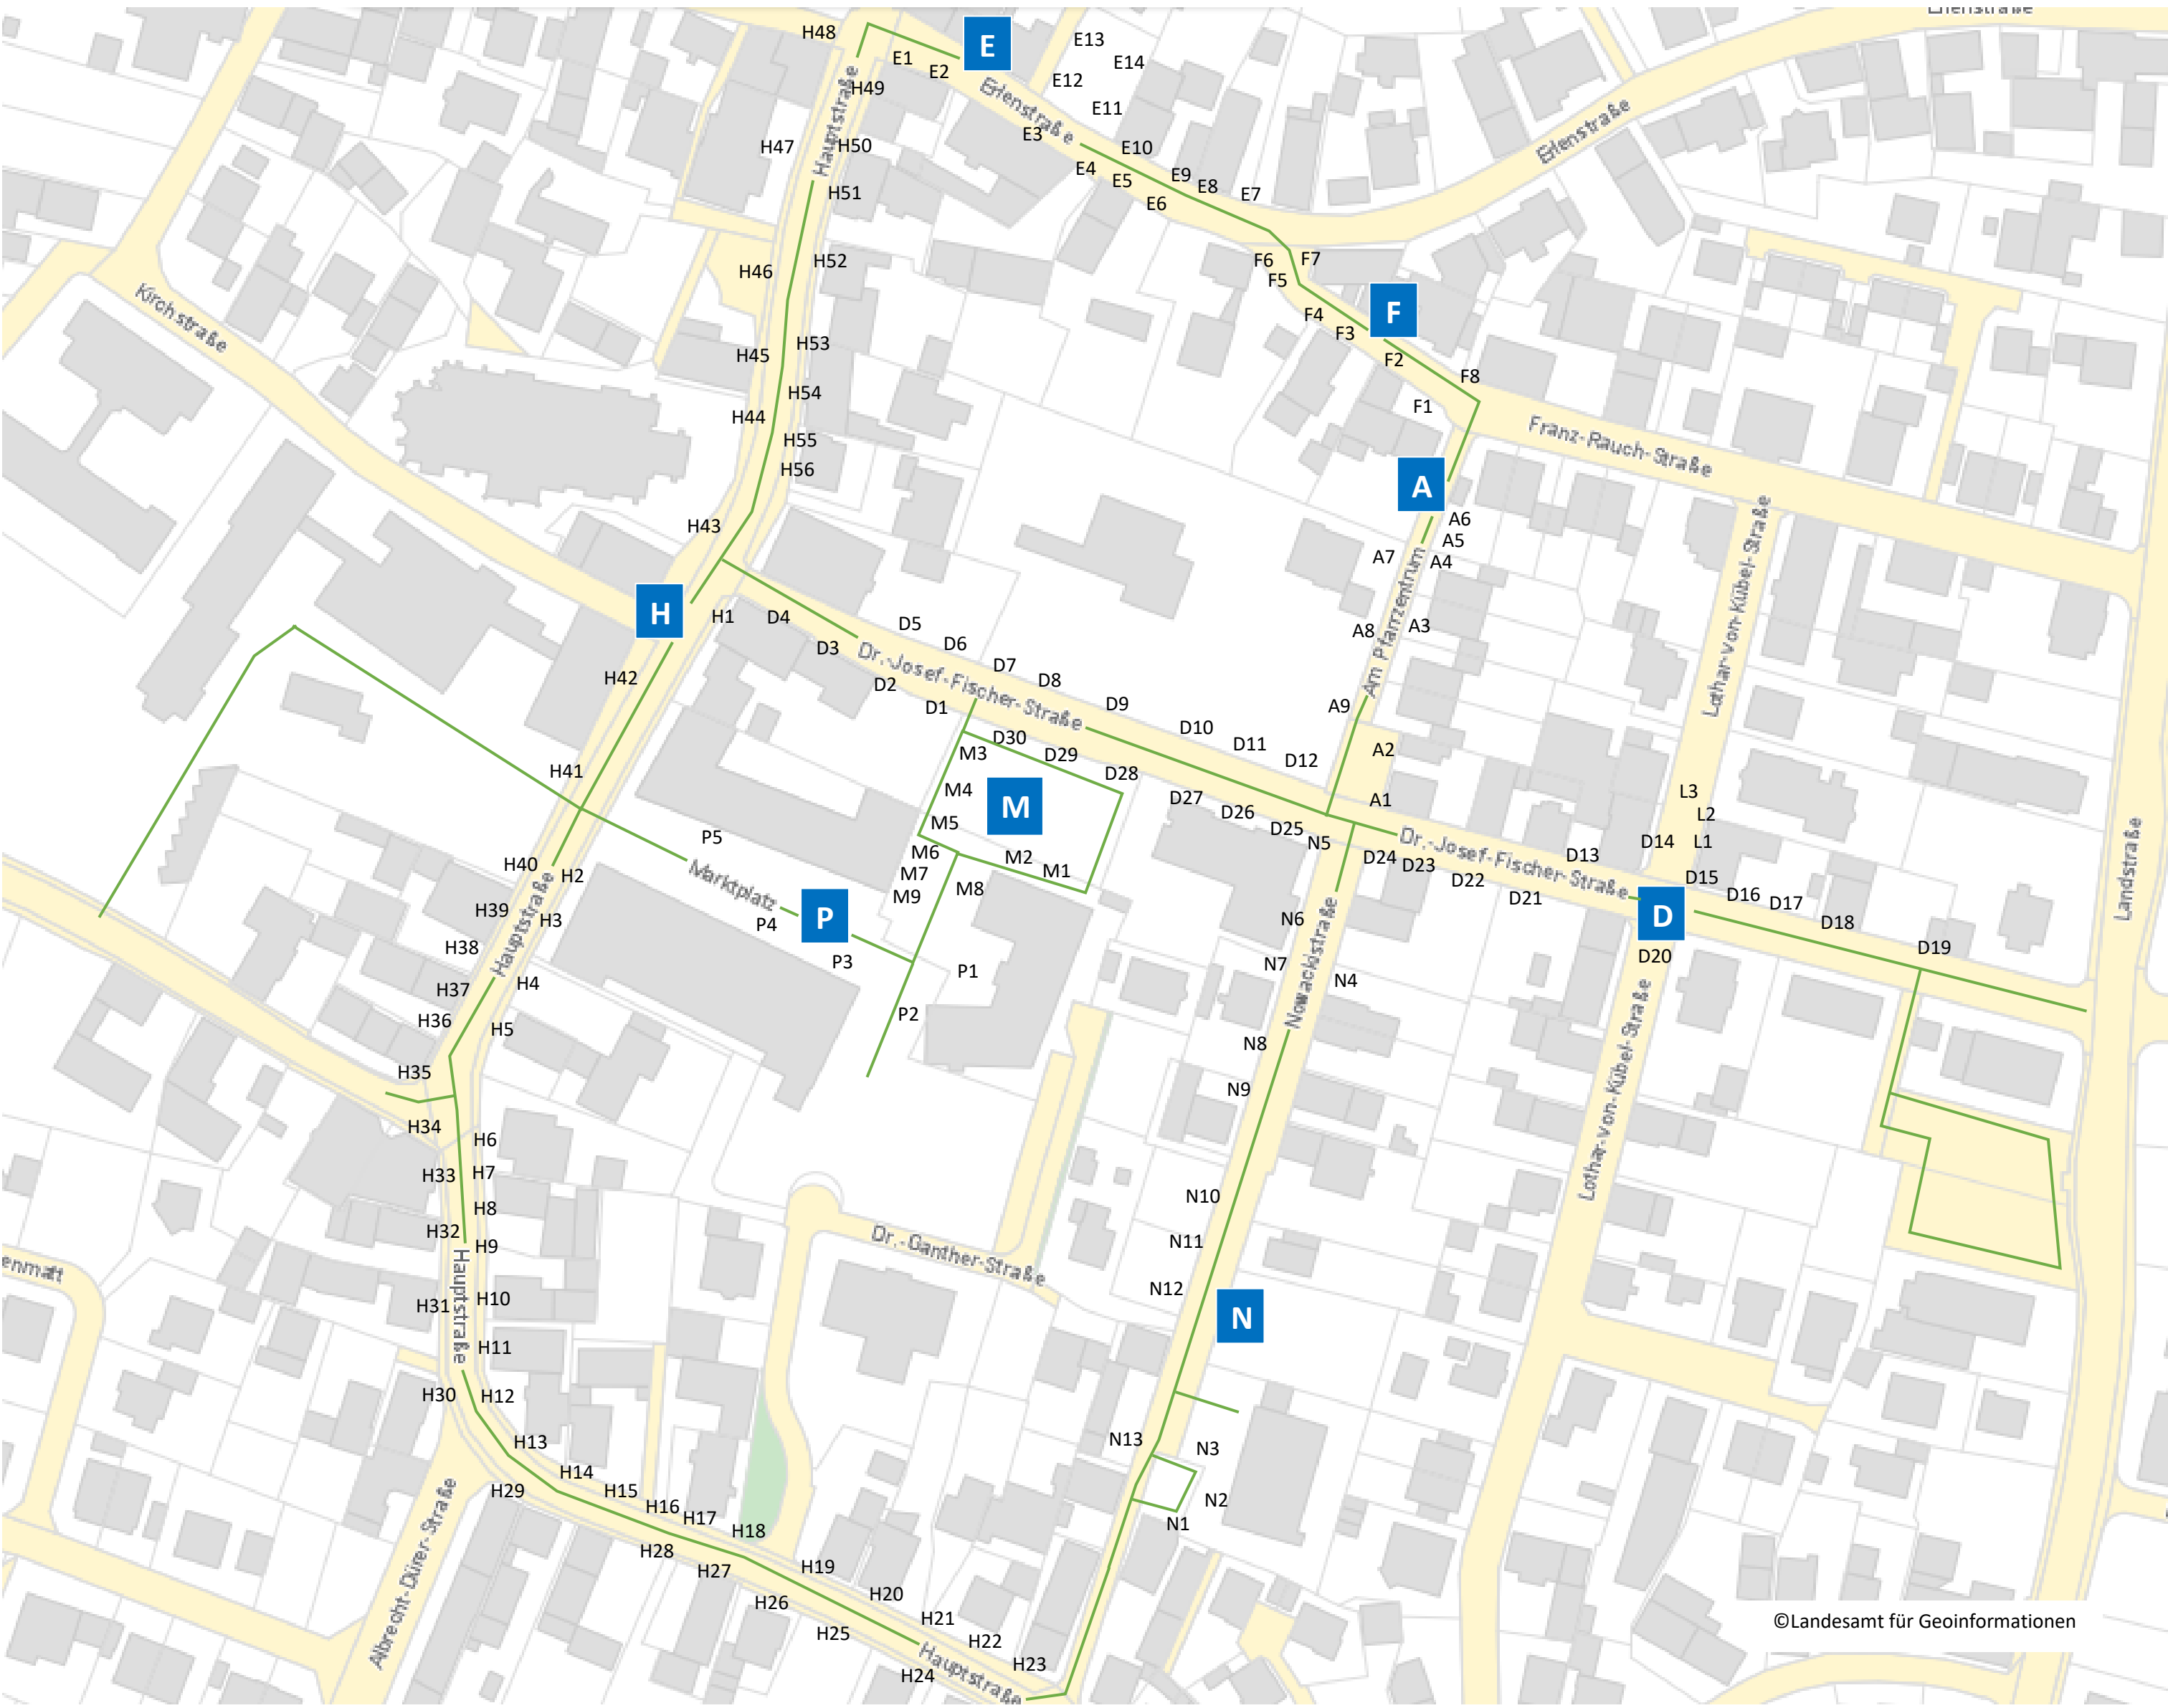 Erlenstraße
H48
E
E13
E1
E2
E14
E12
H49
Hauptstraße
Erlenstraße
E11
Erlenstraße
E3
H47
H50
E10
E4
E5
E9
E8
E7
H51
E6
H46
H52
F6
F7
F5
Kirchstraße
F
F4
F3
H53
H45
F2
F8
H54
F1
H44
H55
Franz-Rauch-Straße
H56
A
H43
A6
A5
A7
A4
Lothar-von-Kübel-Straße
H
H1
D4
D5
A8
A3
Am Pfarrzentrum
D3
D6
Dr.-Josef-Fischer-Straße
D7
H42
D2
D8
D1
D9
A9
D10
D30
D11
M3
D29
A2
D12
H41
D28
M4
M
D27
L3
A1
D26
L2
M5
D25
P5
N5
Dr.-Josef-Fischer-Straße
D14
L1
M6
M2
D24
D13
H40
D23
M7
M1
Marktplatz
H2
D22
D15
M8
M9
D21
D16
D17
Landstraße
H39
H3
P4
P
D
D18
N6
H38
Hauptstraße
D19
D20
P3
N7
P1
H37
H4
N4
Nowackistraße
P2
H36
H5
N8
H35
N9
Lothar-von-Kübel-Straße
H34
H6
H33
H7
N10
H8
H32
H9
N11
Dr.-Ganther-Straße
enmatt
N12
H31
H10
Hauptstraße
N
H11
H30
H12
H13
N13
N3
H14
H29
H15
N2
H16
H17
N1
H18
Albrecht-Dürer-Straße
H28
H27
H19
H26
H20
H21
H25
©Landesamt für Geoinformationen
H22
H23
H24
Hauptstraße